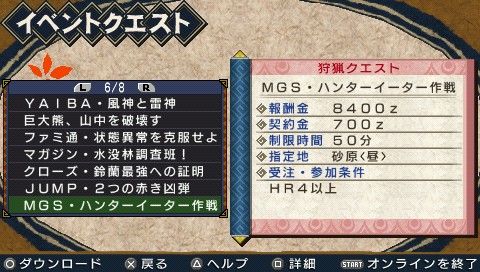 イベントクエスト
L 6/8 R
YAIBA・風神と雷神
巨大熊、山中を破壊す
ファミ通・状態異常を克服せよ
マガジン・水没林調査班!
クローズ・鈴蘭最強への証明
JUMP・2つの赤き凶弾
MGS・ハンターイーター作戦
狩猟クエスト
MGS・ハンターイーター作戦
報酬金 8400z
契約金 700z
制限時間 50分
指定地 砂原<昼>
受注・参加条件
HR4以上
○ダウンロード ×戻る △ヘルプ □詳細 START オンラインを終了